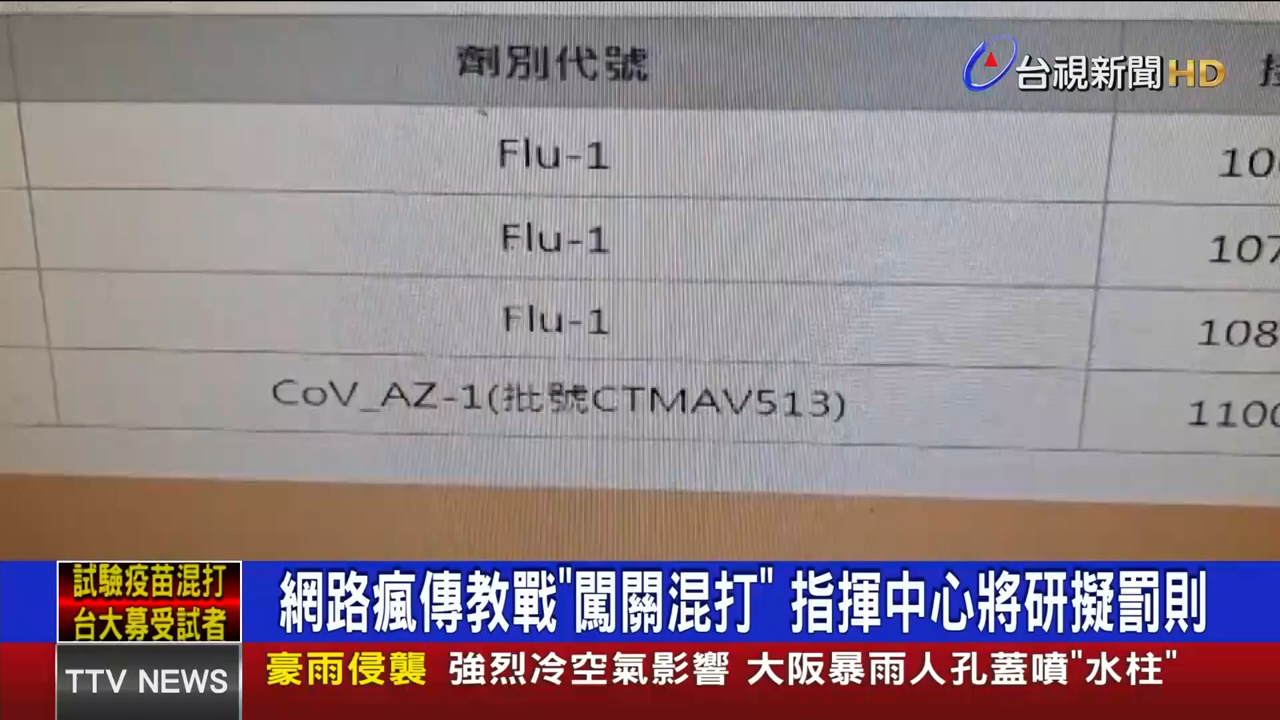 劑別代號
台視新聞HD
Flu-1
10
Flu-1
107
Flu-1
108
CoV_AZ-1(批號CTMAV513)
1100
試驗疫苗混打
台大募受試者
網路瘋傳教戰"闖關混打" 指揮中心將研擬罰則
TTV NEWS
豪雨侵襲 強烈冷空氣影響 大阪暴雨人孔蓋噴"水柱"